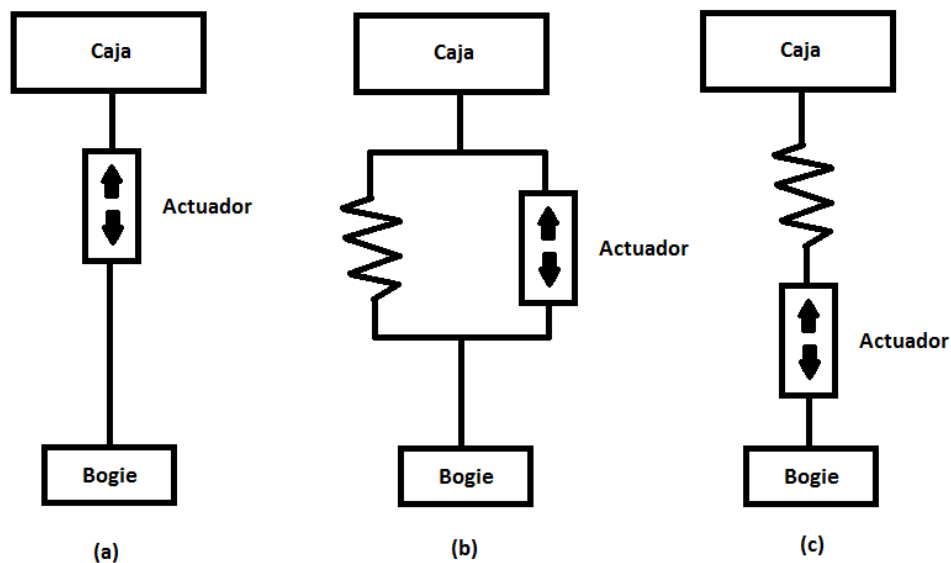 Caja
Actuador
Bogie
(a)
Caja
Actuador
Bogie
(b)
Caja
Actuador
Bogie
(c)